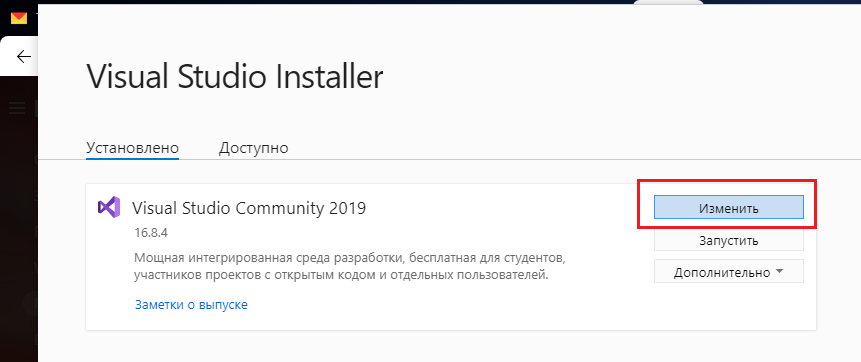 Visual Studio Installer
Установлено Доступно
Visual Studio Community 2019
Изменить
16.8.4
Запустить
Мощная интегрированная среда разработки, бесплатная для студентов,
участников проектов с открытым кодом и отдельных пользователей.
Дополнительно
Заметки о выпуске